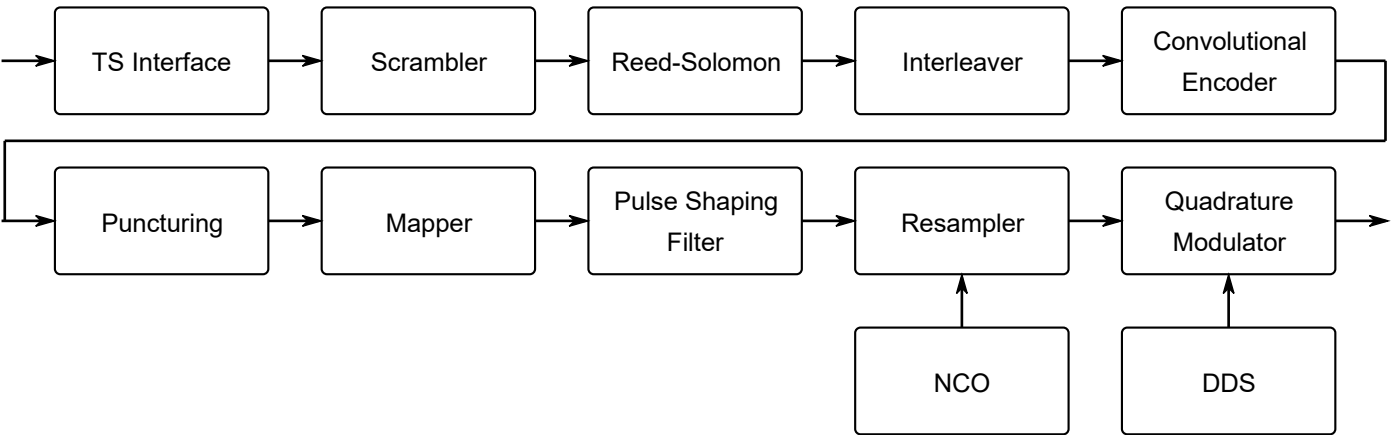 TS Interface
Scrambler
Reed-Solomon
Interleaver
Convolutional
Encoder
Puncturing
Mapper
Pulse Shaping
Filter
Resampler
Quadrature
Modulator
NCO
DDS